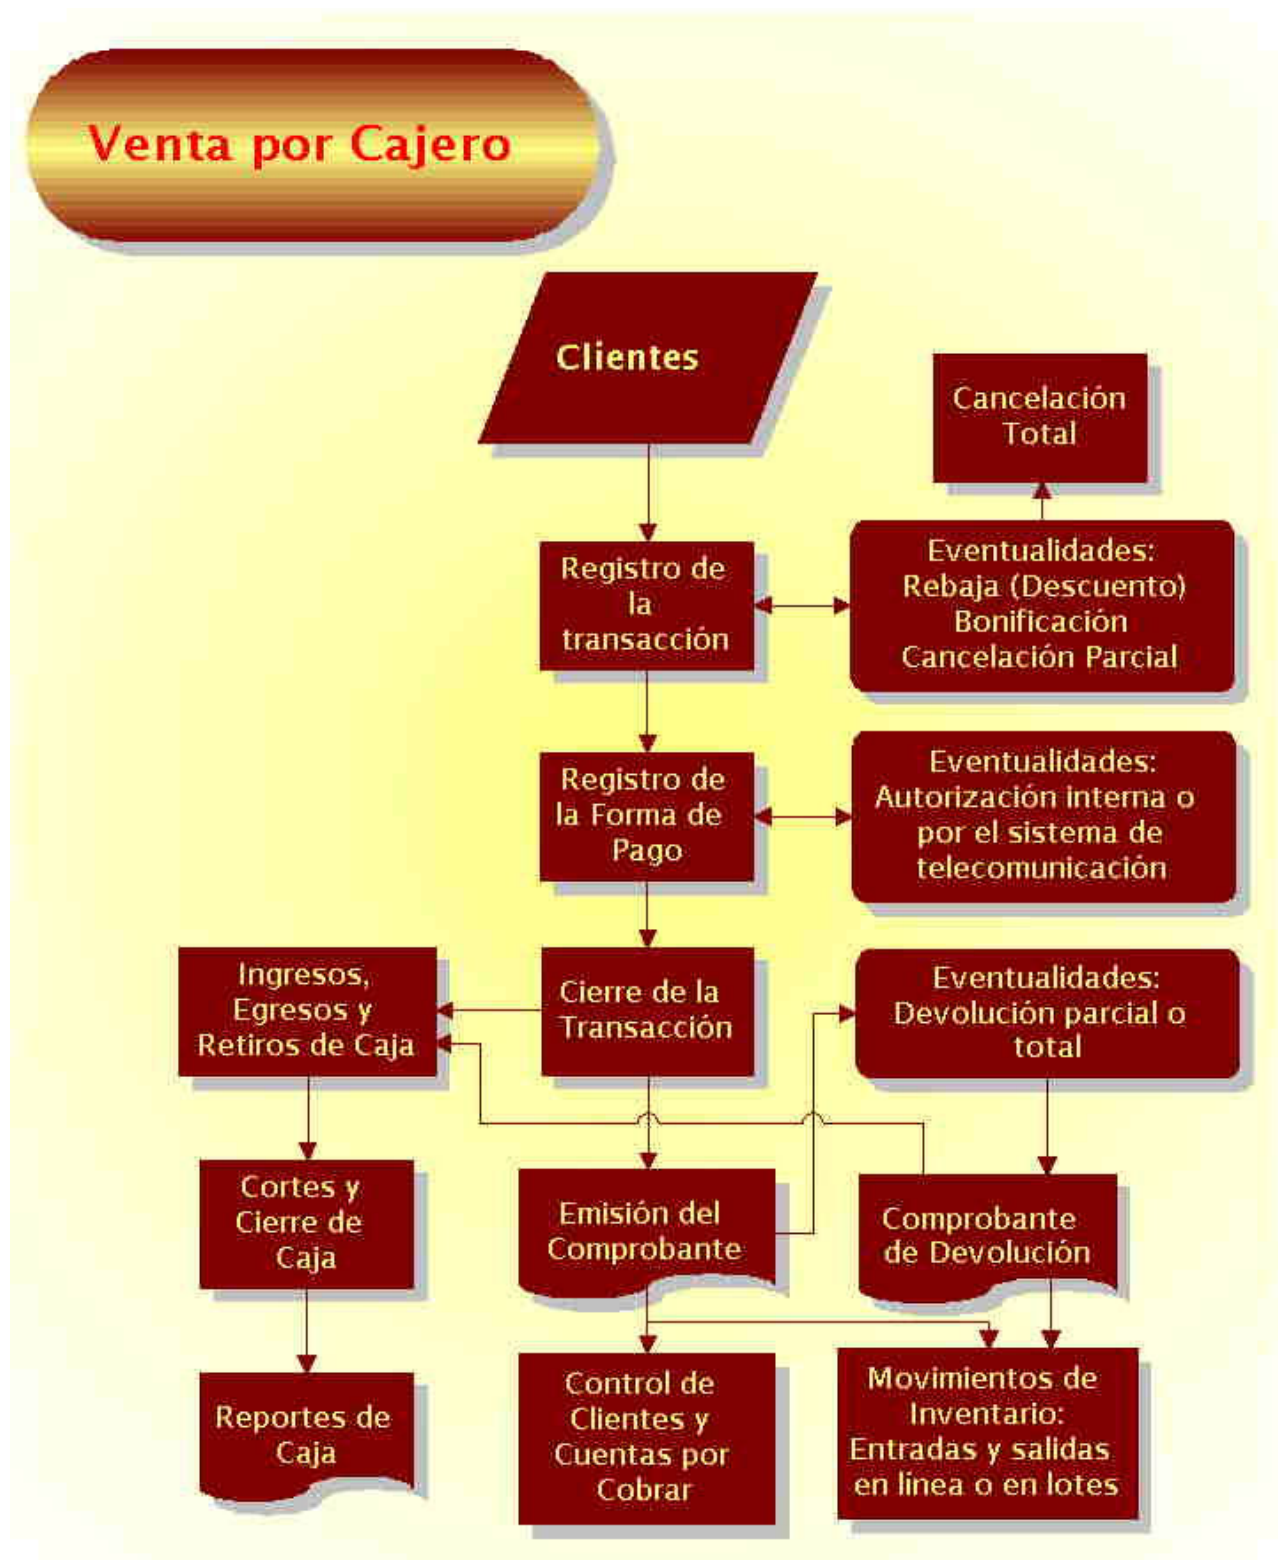 Venta por Cajero
Clientes
Cancelación
Total
Registro de
la
transacción
Eventualidades:
Rebaja (Descuento)
Bonificación
Cancelación Parcial
Registro de
la Forma de
Pago
Eventualidades:
Autorización interna o
por el sistema de
telecomunicación
Ingresos,
Egresos y
Retiros de Caja
Cierre de la
Transacción
Eventualidades:
Devolución parcial o
total
Cortes y
Cierre de
Caja
Emisión del
Comprobante
Comprobante
de Devolución
Reportes de
Caja
Control de
Clientes y
Cuentas por
Cobrar
Movimientos de
Inventario:
Entradas y salidas
en línea o en lotes